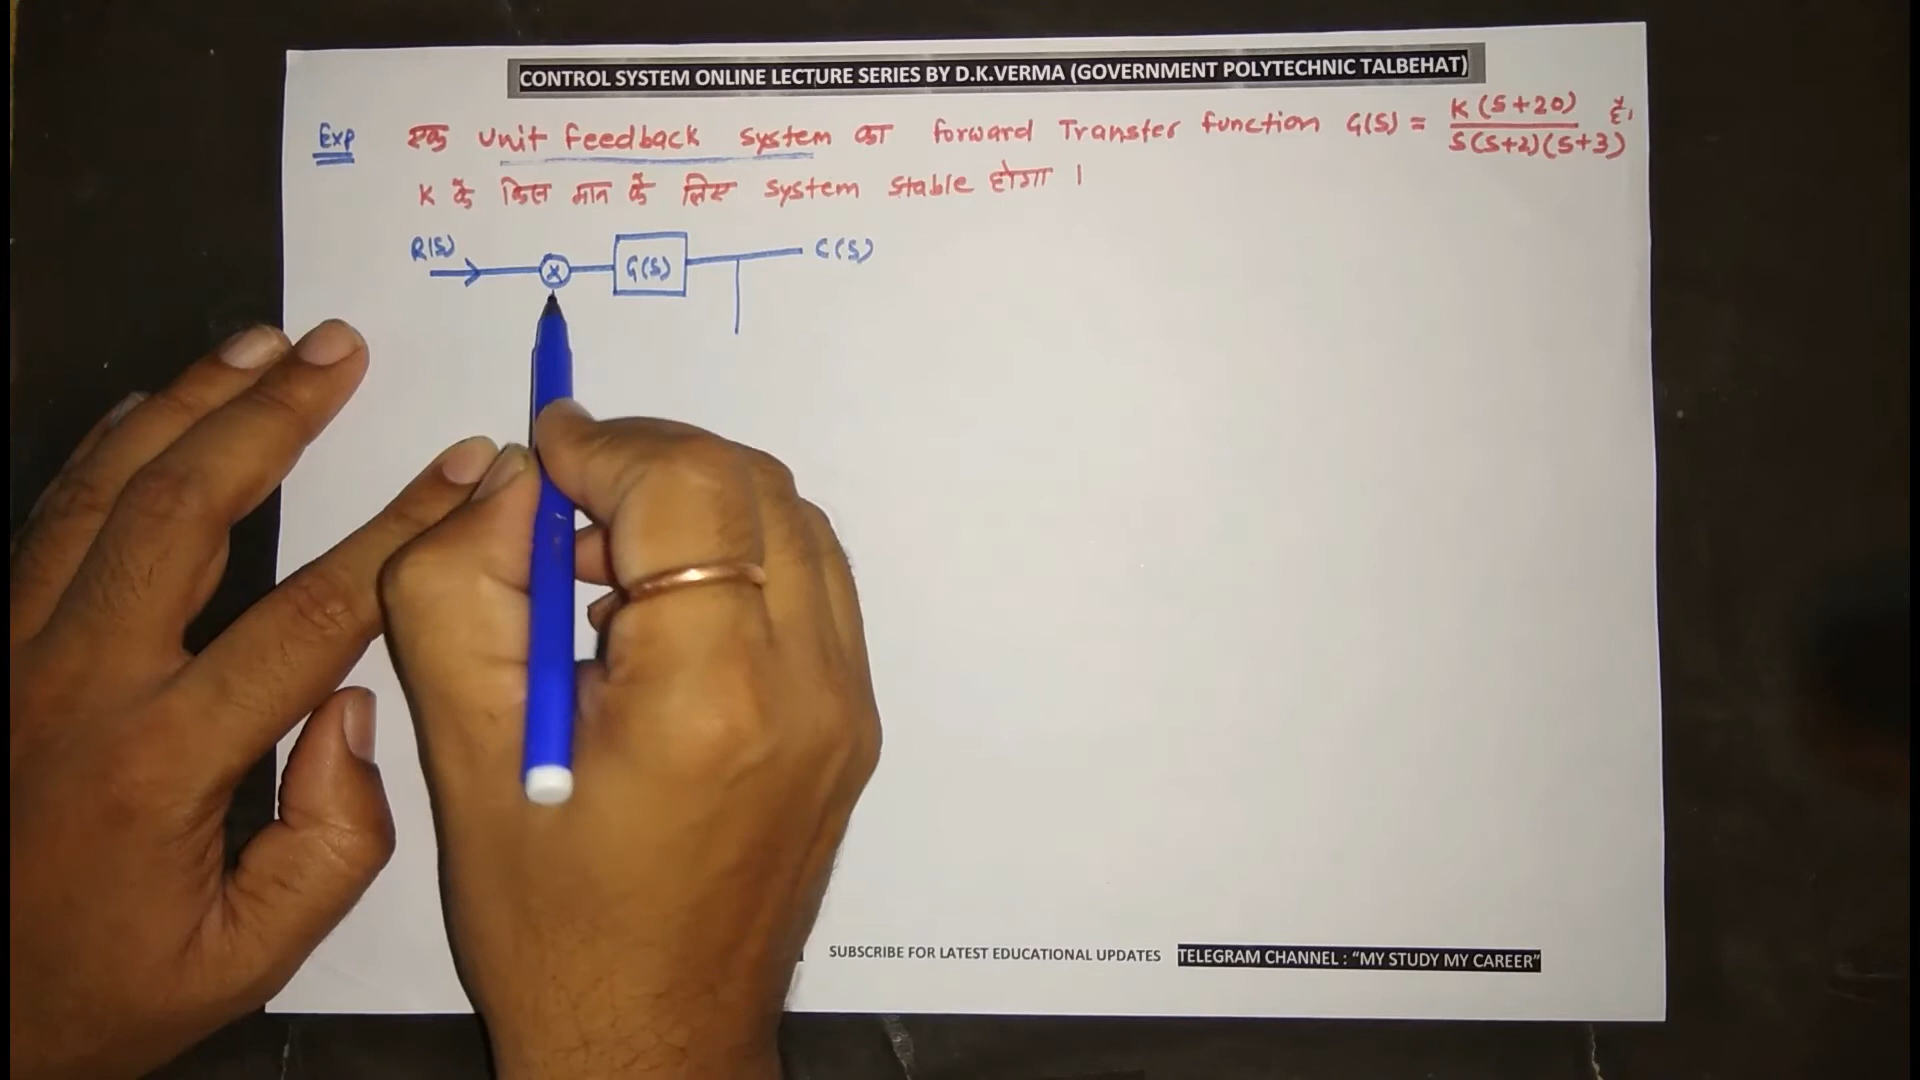 CONTROL SYSTEM ONLINE LECTURE SERIES BY D.K.VERMA (GOVERNMENT POLYTECHNIC TALBEHAT)
Exp एक Unit feedback system का forward Transfer function G(S) = K(S+20) / S(S+2)(S+3) है,
K के किस मान के लिए system stable होगा ।
R(S) X G(S) C(S)
SUBSCRIBE FOR LATEST EDUCATIONAL UPDATES TELEGRAM CHANNEL : “MY STUDY MY CAREER”